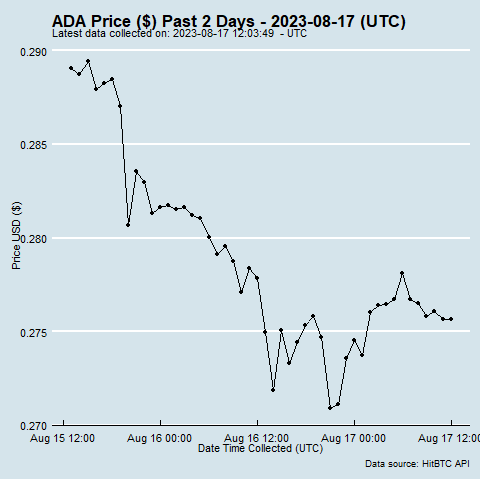 ADA Price ($) Past 2 Days - 2023-08-17 (UTC)
Latest data collected on: 2023-08-17 12:03:49 - UTC
0.290
0.285
0.280
0.275
0.270
Price USD ($)
Aug 15 12:00 Aug 16 00:00 Aug 16 12:00 Aug 17 00:00 Aug 17 12:00
Date Time Collected (UTC)
Data source: HitBTC API